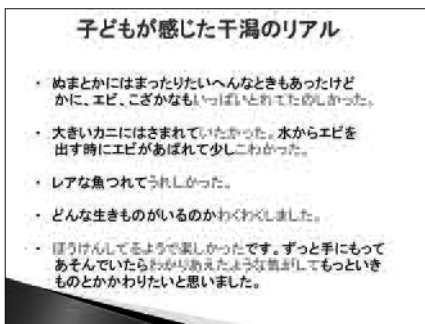 子どもが感じた干潟のリアル
・ ぬまとかにはまったりたいへんなときもあったけど
かに、エビ、こざかなもいっぱいとれてたのしかった。
・ 大きいカニにはさまれていたかった。水からエビを
出す時にエビがあばれて少しこわかった。
・ レアな魚つれてうれしかった。
・ どんな生きものがいるのかわくわくしました。
・ ぼうけんしてるようで楽しかったです。ずっと手にもって
あそんでいたらわかりあえたような気がしてもっといき
ものとかかわりたいと思いました。